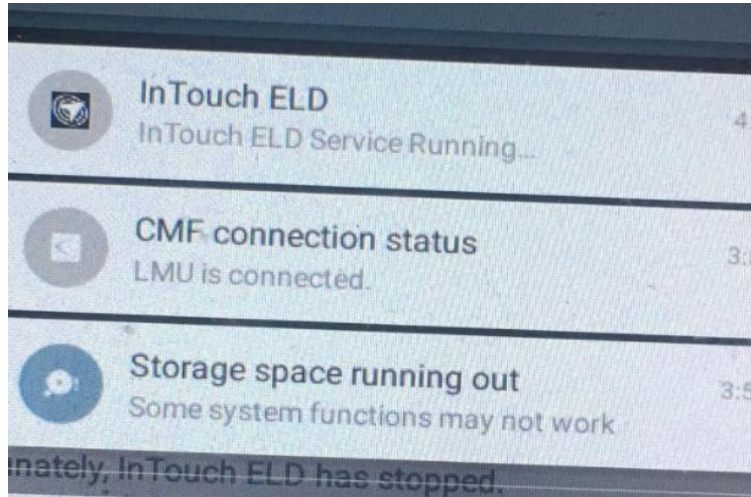 InTouch ELD
InTouch ELD Service Running...
CMF connection status
LMU is connected.
Storage space running out
Some system functions may not work
InTouch ELD has stopped.